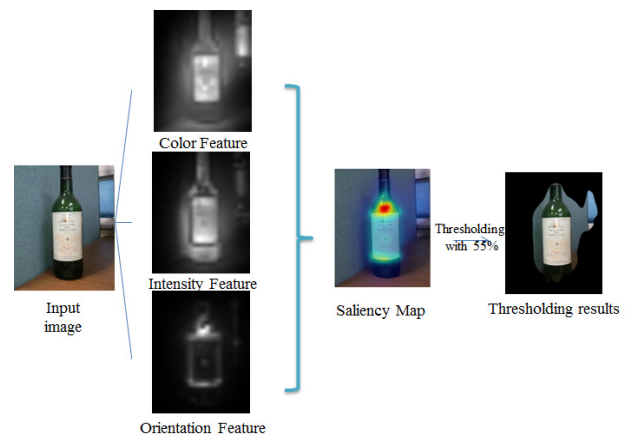 Input
image
Color Feature
Intensity Feature
Orientation Feature
Saliency Map
Thresholding
with 55%
Thresholding results